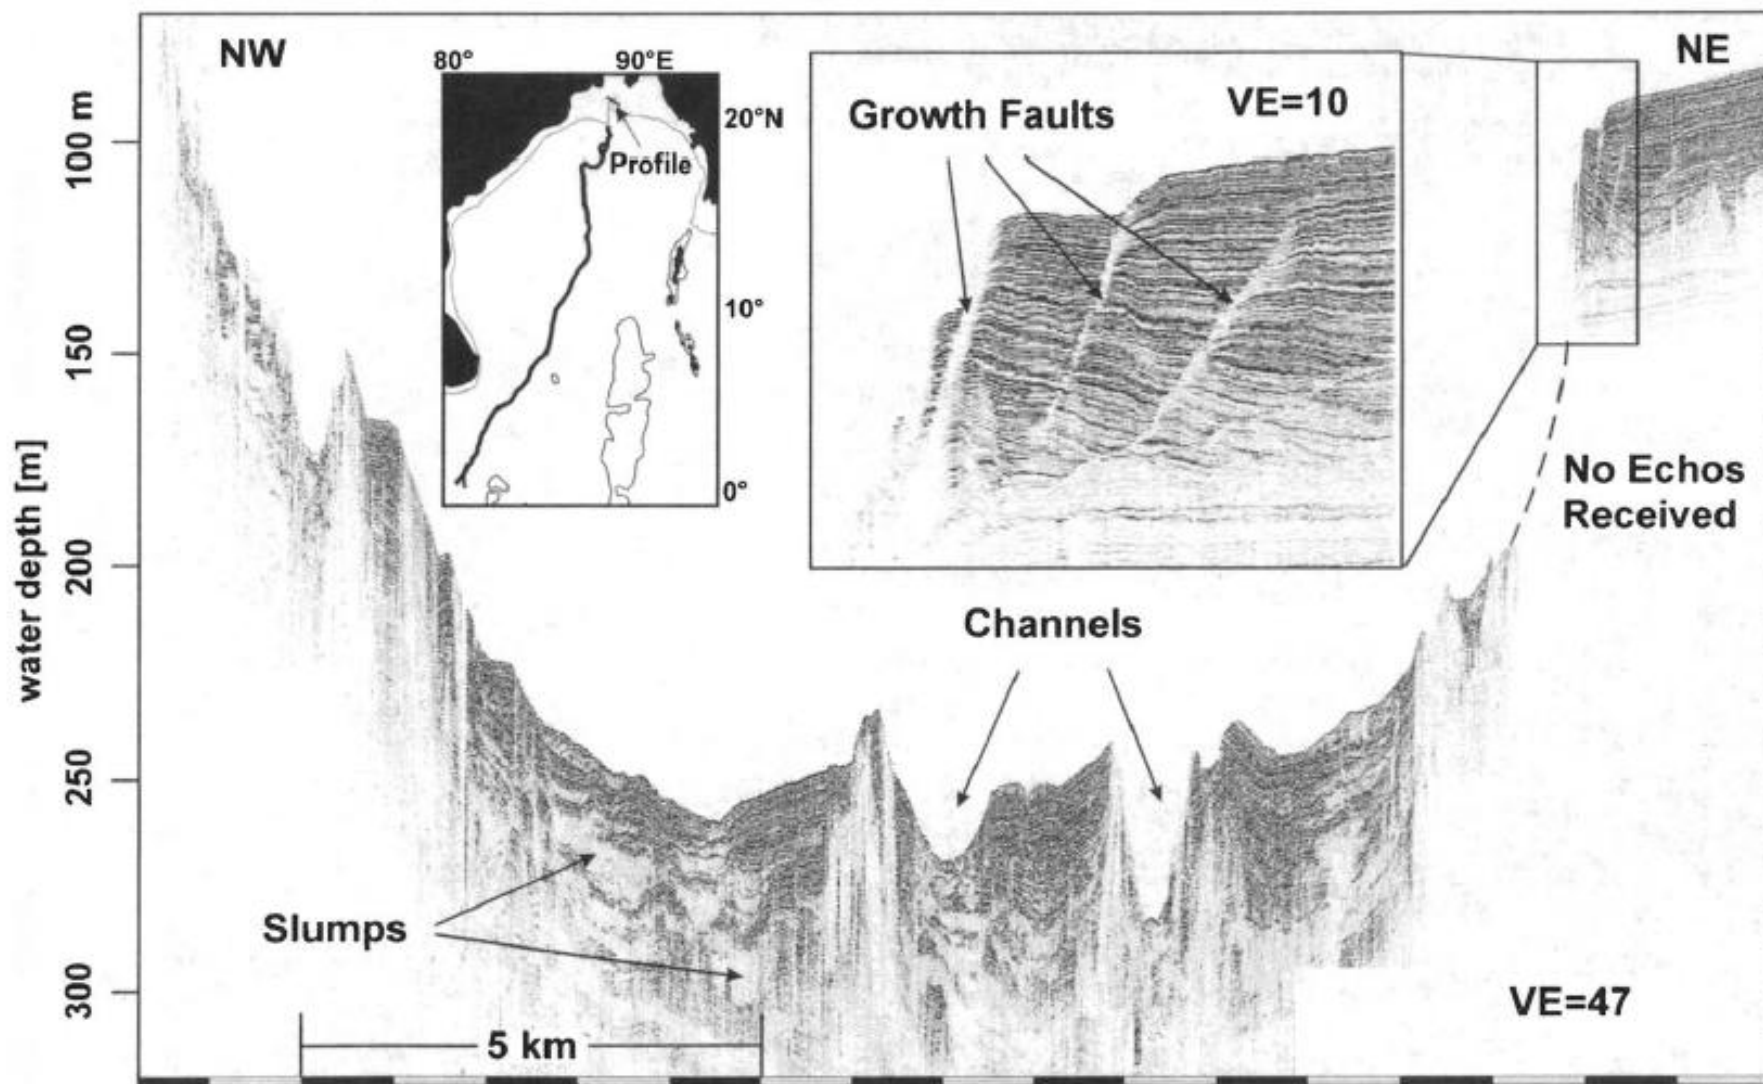 NW
NE
80°
90°E
20°N
Profile
10°
0°
Growth Faults
VE=10
100 m
150
200
250
300
water depth [m]
No Echos
Received
Channels
Slumps
5 km
VE=47